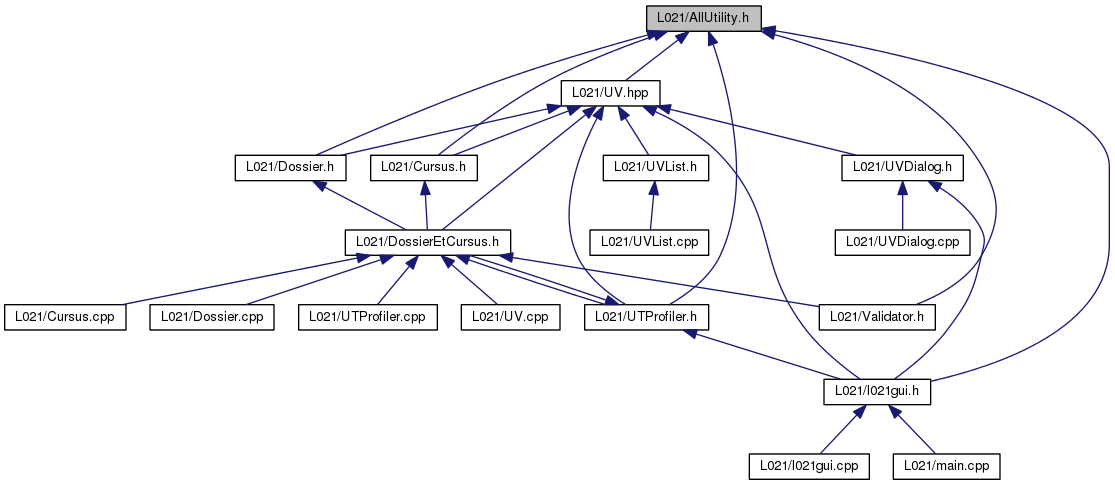 L021/AllUtility.h
L021/UV.hpp
L021/Dossier.h
L021/Cursus.h
L021/UVList.h
L021/UVDialog.h
L021/DossierEtCursus.h
L021/UVList.cpp
L021/UVDialog.cpp
L021/Cursus.cpp
L021/Dossier.cpp
L021/UTProfiler.cpp
L021/UV.cpp
L021/UTProfiler.h
L021/Validator.h
L021/l021gui.h
L021/l021gui.cpp
L021/main.cpp